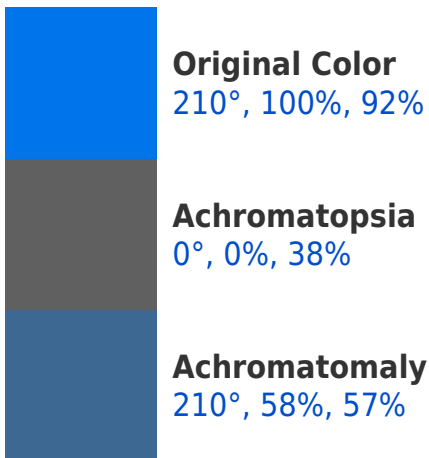 Original Color
210°, 100%, 92%
Achromatopsia
0°, 0%, 38%
Achromatomaly
210°, 58%, 57%